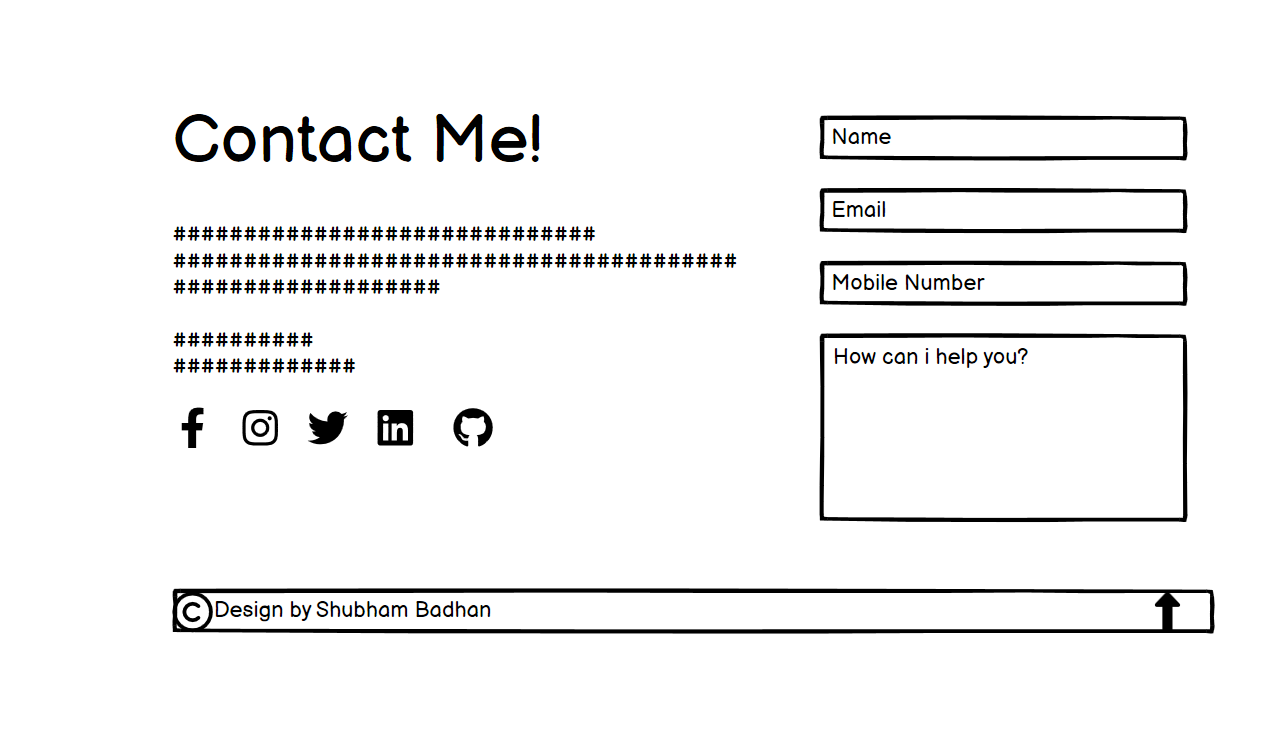 Contact Me!
##############################
########################################
###################
##########
#############
Name
Email
Mobile Number
How can i help you?
© Design by Shubham Badhan